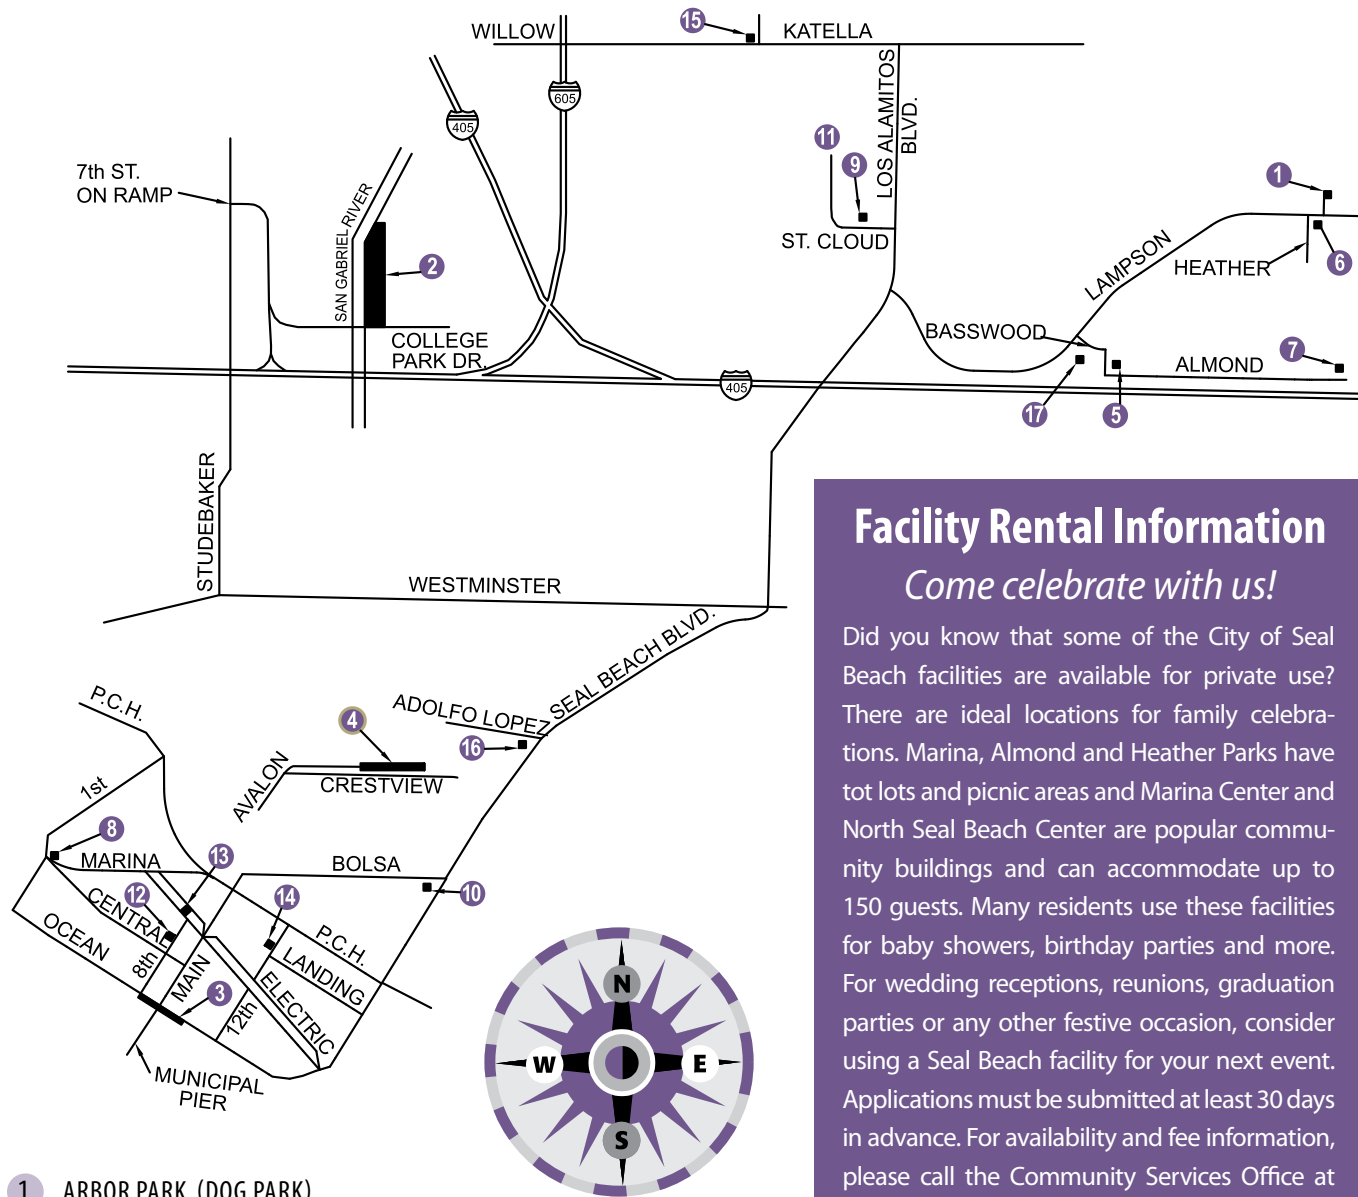 WILLOW
15
KATELLA
605
405
LOS ALAMITOS
BLVD.
11
9
7th ST.
ON RAMP
SAN GABRIEL RIVER
2
ST. CLOUD
1
LAMPSON
HEATHER
6
COLLEGE
PARK DR.
BASSWOOD
ALMOND
7
405
17
5
STUDEBAKER
WESTMINSTER
SEAL BEACH BLVD.
P.C.H.
4
ADOLFO LOPEZ
16
AVALON
CRESTVIEW
1st
8
MARINA
13
BOLSA
10
12
CENTRAL
14
OCEAN
8th
MAIN
P.C.H.
LANDING
3
12th
ELECTRIC
MUNICIPAL
PIER
N
W
E
S
1 ARBOR PARK (DOG PARK)
Facility Rental Information
Come celebrate with us!
Did you know that some of the City of Seal
Beach facilities are available for private use?
There are ideal locations for family celebra-
tions. Marina, Almond and Heather Parks have
tot lots and picnic areas and Marina Center and
North Seal Beach Center are popular commu-
nity buildings and can accommodate up to
150 guests. Many residents use these facilities
for baby showers, birthday parties and more.
For wedding receptions, reunions, graduation
parties or any other festive occasion, consider
using a Seal Beach facility for your next event.
Applications must be submitted at least 30 days
in advance. For availability and fee information,
please call the Community Services Office at